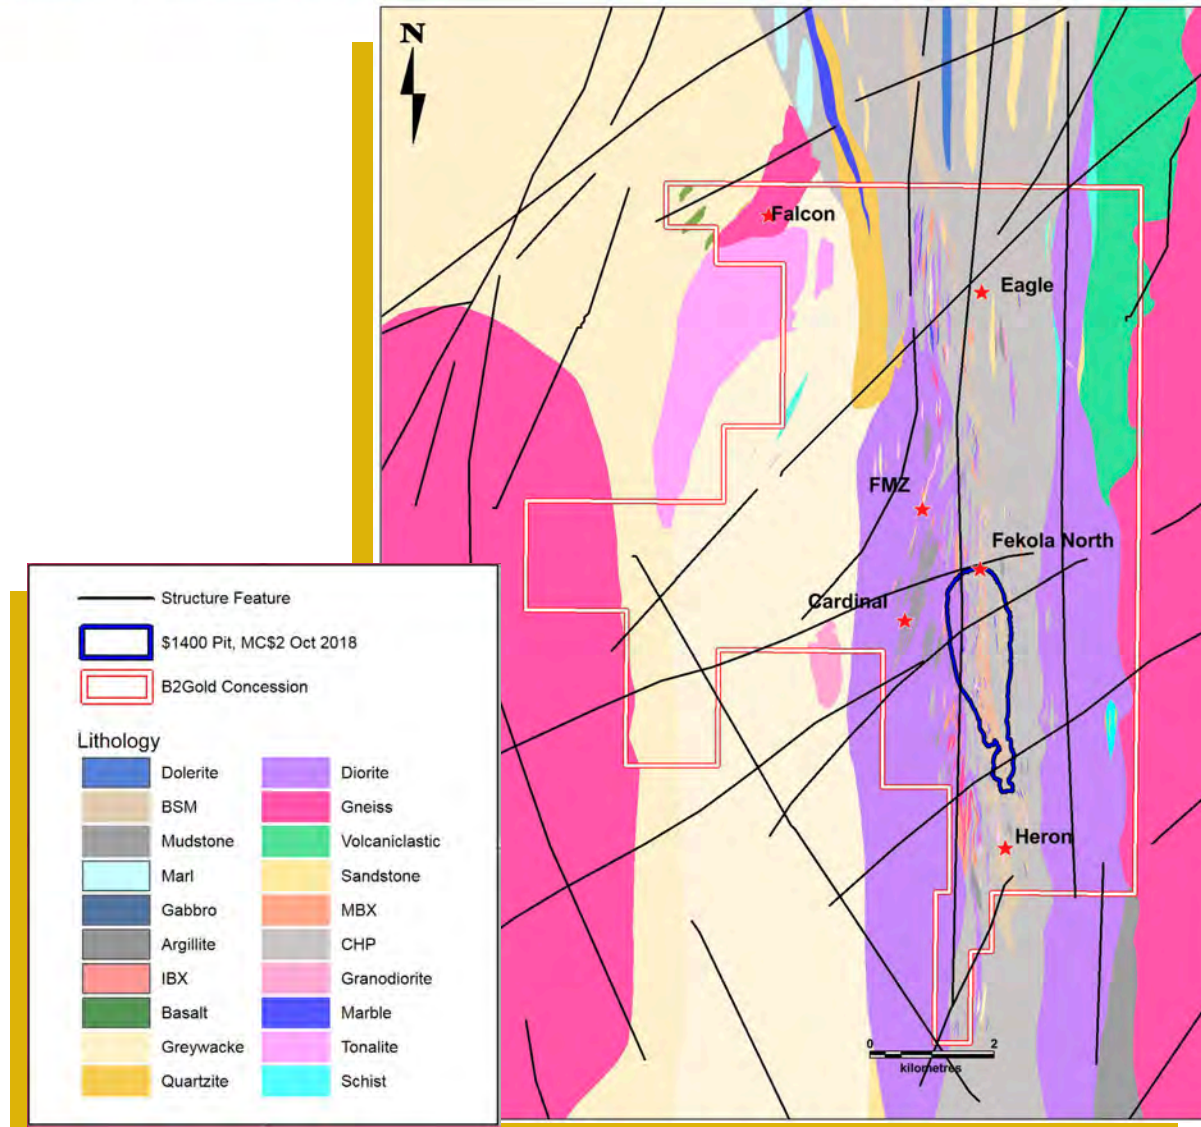 N
Falcon
Eagle
FMZ
Fekola North
Cardinal
Heron
0 2
kilometres
Structure Feature
$1400 Pit, MC$2 Oct 2018
B2Gold Concession
Lithology
Dolerite
BSM
Mudstone
Marl
Gabbro
Argillite
IBX
Basalt
Greywacke
Quartzite
Diorite
Gneiss
Volcaniclastic
Sandstone
MBX
CHP
Granodiorite
Marble
Tonalite
Schist